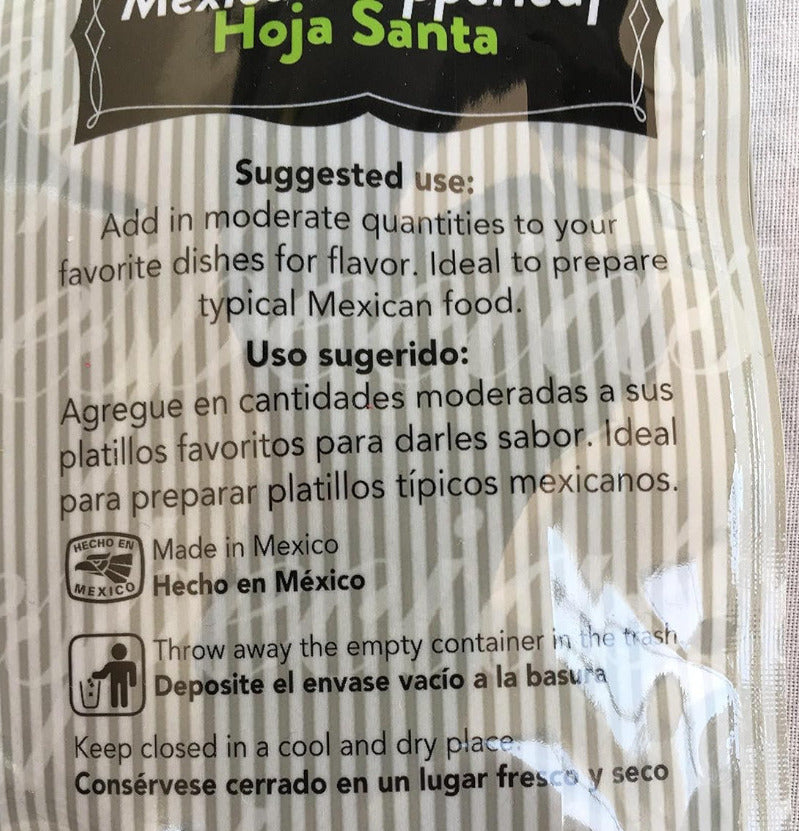 Hoja Santa
Suggested use:
Add in moderate quantities to your
favorite dishes for flavor. Ideal to prepare
typical Mexican food.
Uso sugerido:
Agregue en cantidades moderadas a sus
platillos favoritos para darles sabor. Ideal
para preparar platillos típicos mexicanos.
HECHO EN
MEXICO
Made in Mexico
Hecho en México
Throw away the empty container in the trash
Deposite el envase vacío a la basura
Keep closed in a cool and dry place.
Consérvese cerrado en un lugar fresco y seco